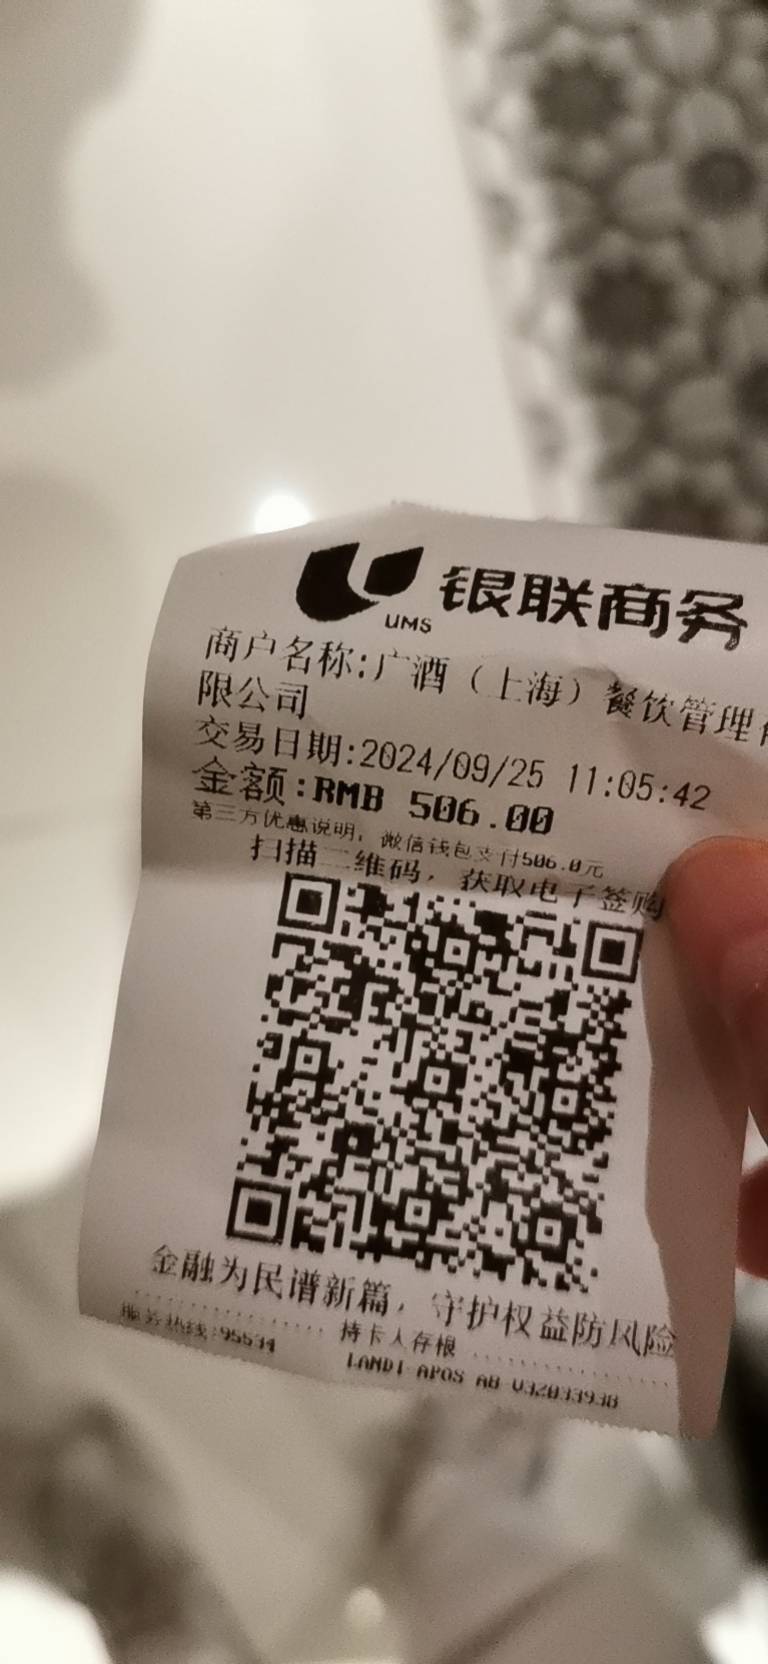 UMS 银联商务
商户名称:广酒（上海）餐饮管理
限公司
交易日期:2024/09/25 11:05:42
金额:RMB 506.00
第三方优惠说明，微信钱包支付506.0元
扫描二维码，获取电子签购
金融为民谱新篇，守护权益防风险
服务热线:95534 持卡人存根
LANDI APOS A8 V32033938